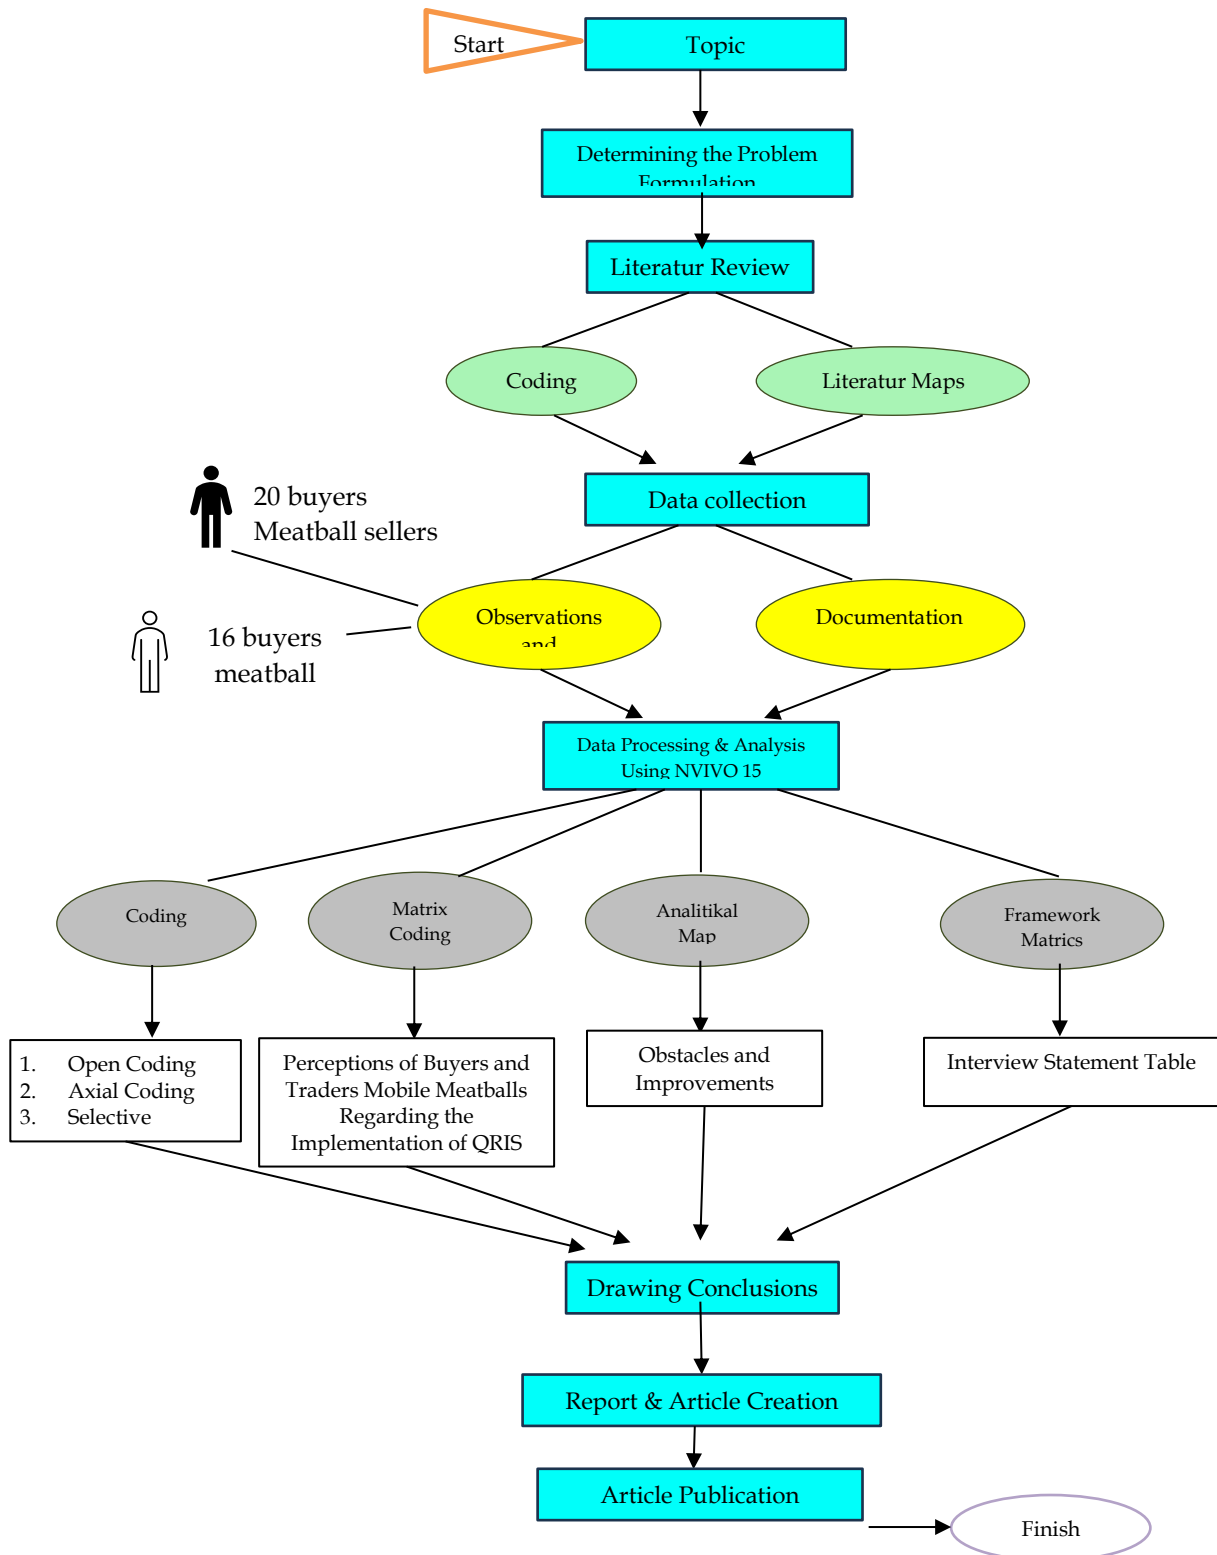 Start
Topic
Determining the Problem
Formulation
Literatur Review
Coding
Literatur Maps
Data collection
20 buyers
Meatball sellers
16 buyers
meatball
Observations
and
Documentation
Data Processing & Analysis
Using NVIVO 15
Coding
Matrix
Coding
Analitikal
Map
Framework
Matrics
1. Open Coding
2. Axial Coding
3. Selective
Perceptions of Buyers and
Traders Mobile Meatballs
Regarding the
Implementation of QRIS
Obstacles and
Improvements
Interview Statement Table
Drawing Conclusions
Report & Article Creation
Article Publication
Finish